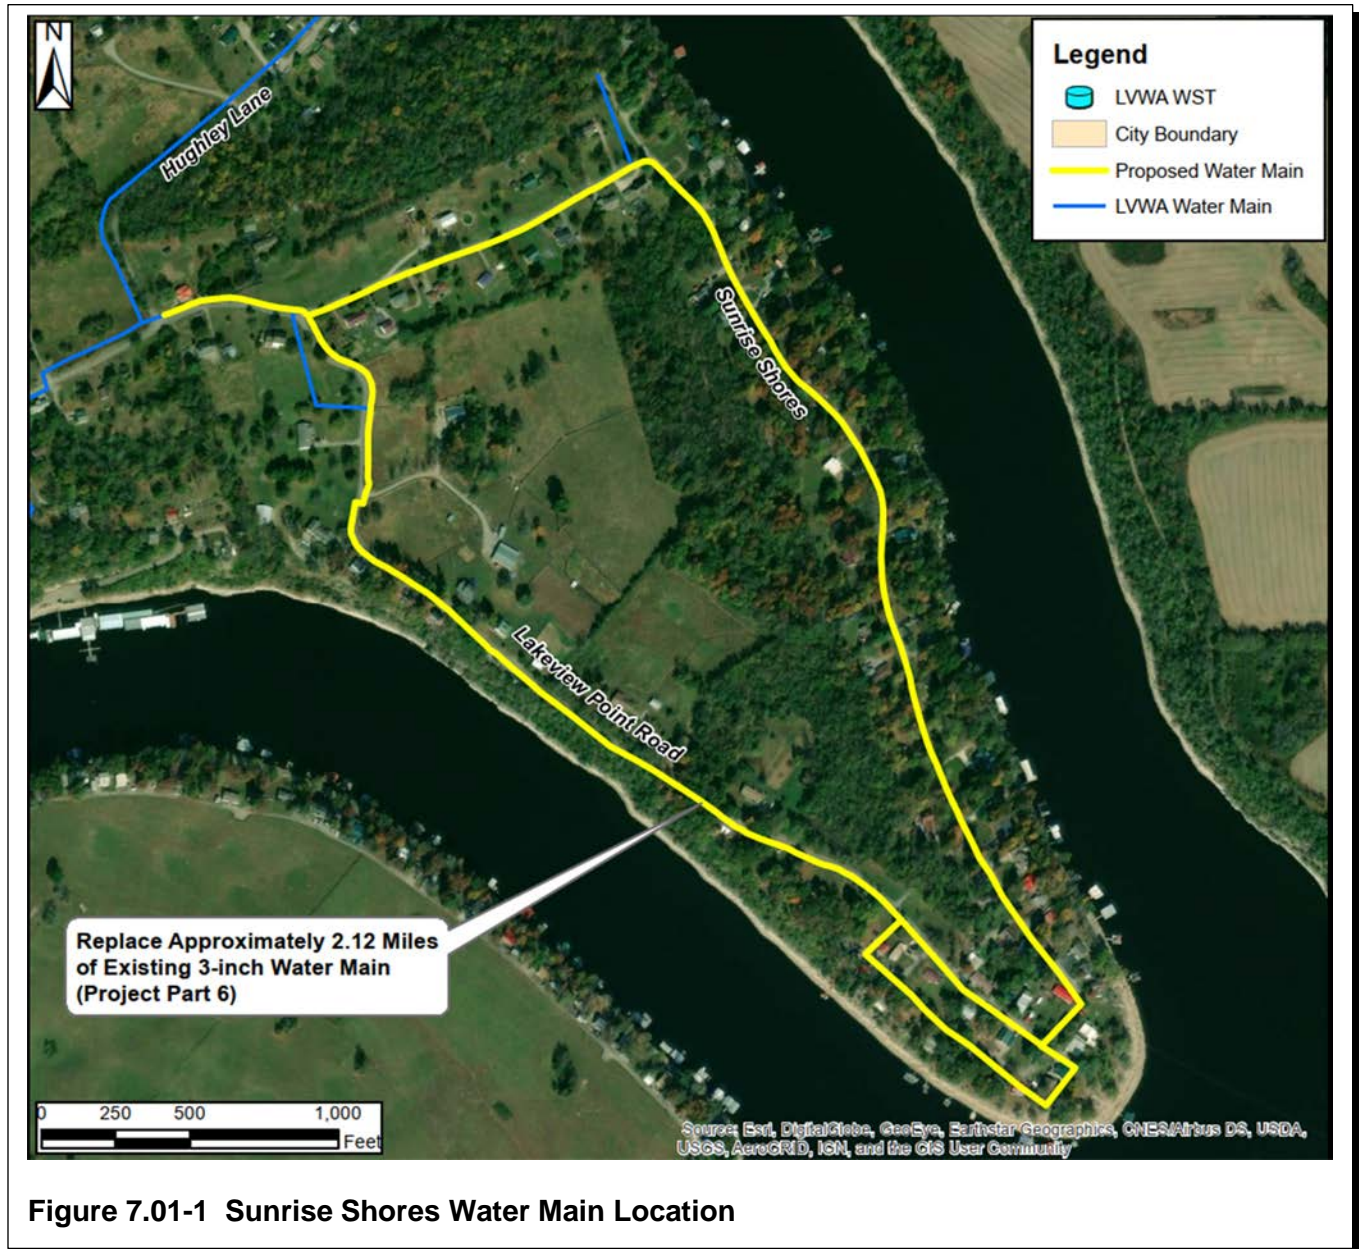 N
Legend
LVWA WST
City Boundary
Proposed Water Main
LVWA Water Main
Hughley Lane
Sunrise Shores
Lakeview Point Road
Replace Approximately 2.12 Miles
of Existing 3-inch Water Main
(Project Part 6)
0 250 500 1,000
Feet
Source: Esri, DigitalGlobe, GeoEye, Earthstar Geographics, CNES/Airbus DS, USDA,
USGS, AeroGRID, IGN, and the GIS User Community
Figure 7.01-1 Sunrise Shores Water Main Location